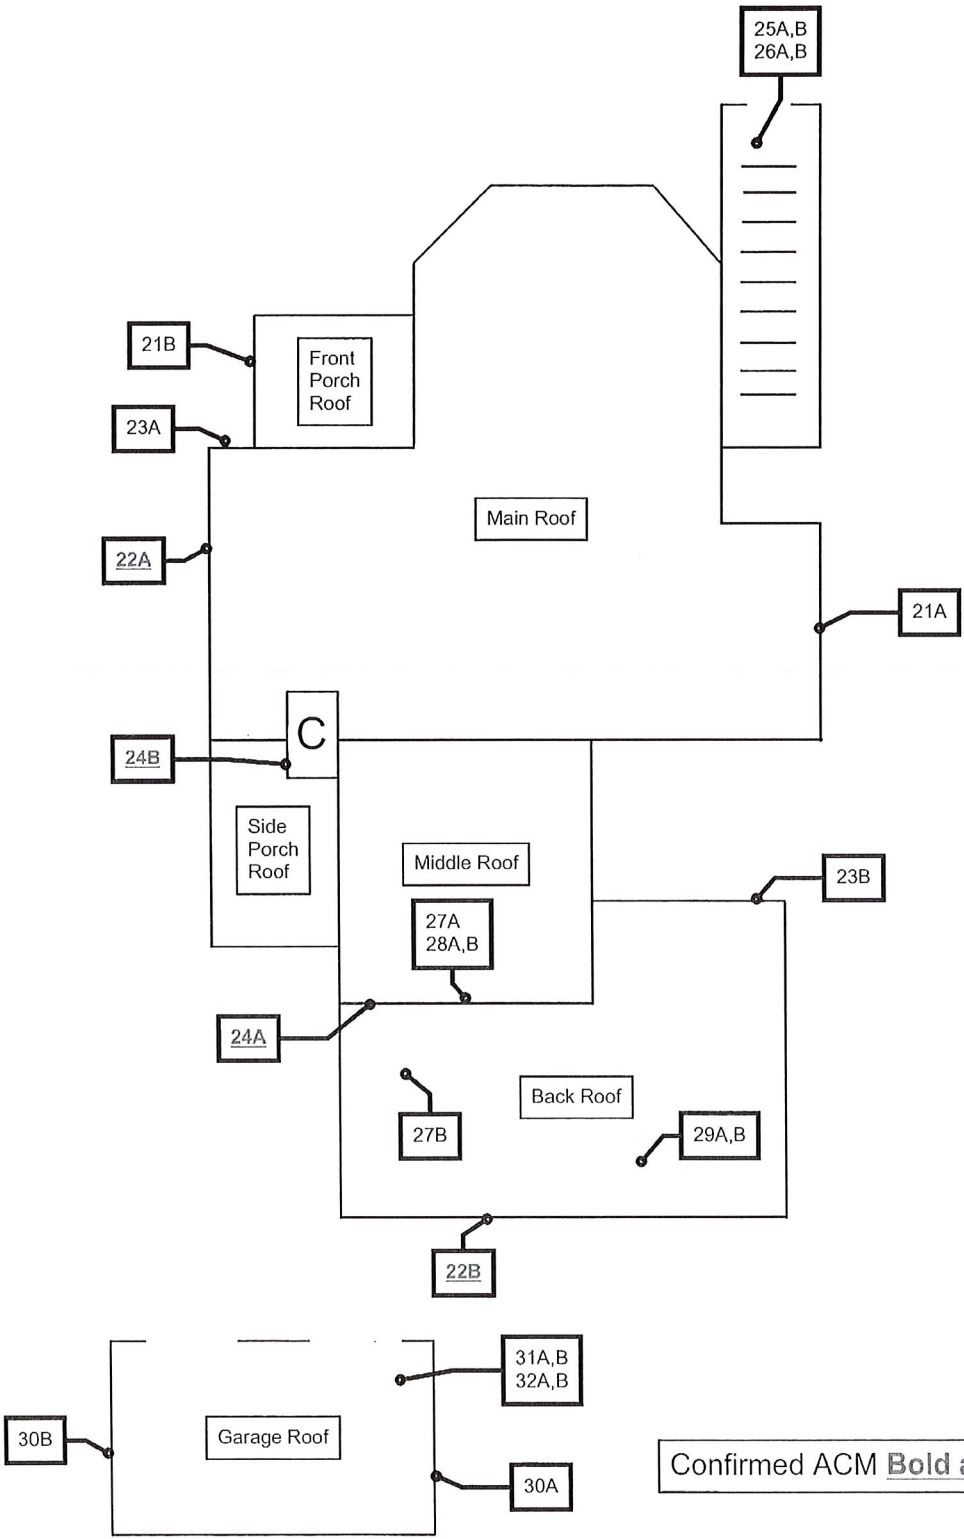 25A,B
26A,B
21B
Front
Porch
Roof
23A
Main Roof
22A
21A
C
24B
Side
Porch
Roof
Middle Roof
23B
27A
28A,B
24A
Back Roof
27B
29A,B
22B
31A,B
32A,B
30B
Garage Roof
30A
Confirmed ACM Bold